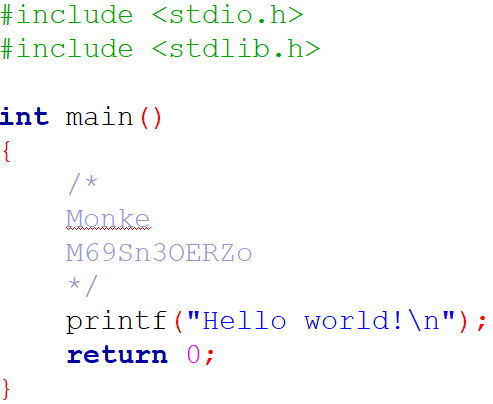 #include <stdio.h>
#include <stdlib.h>
int main()
{
/*
Monke
M69Sn3OERZo
*/
printf("Hello world!\n");
return 0;
}